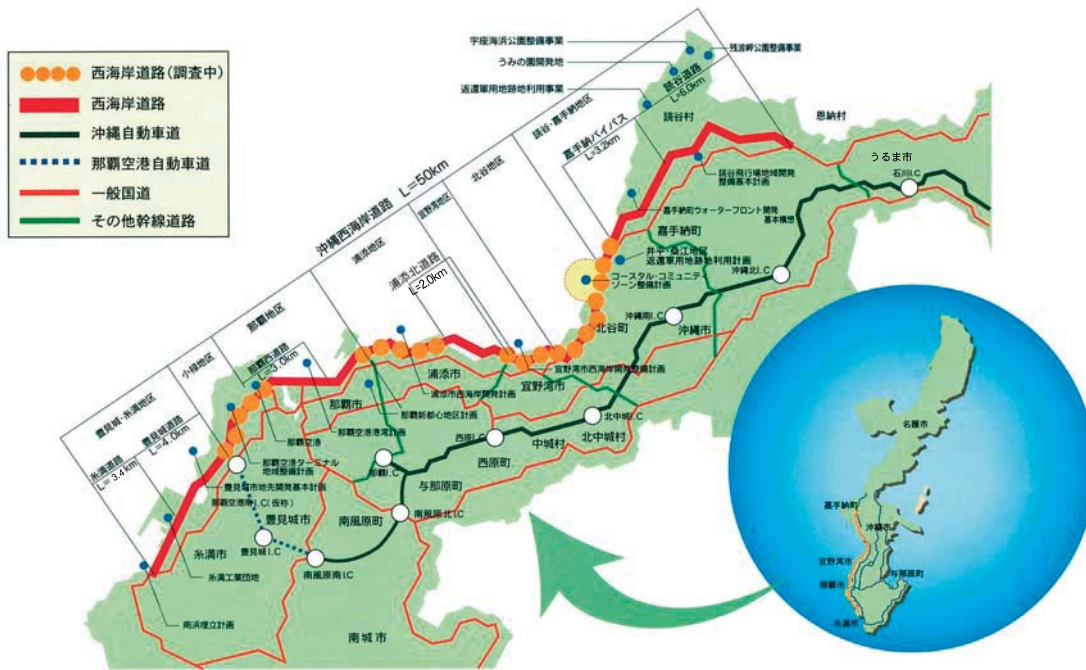 西海岸道路(調査中)
西海岸道路
沖縄自動車道
那覇空港自動車道
一般国道
その他幹線道路
宇座海浜公園整備事業
うみの園開発地
返還軍用地跡地利用事業
残波岬公園整備事業
読谷道路
L=6.0km
読谷・嘉手納地区
嘉手納バイパス
L=3.2km
北谷地区
沖縄西海岸道路 L=50km
宜野湾地区
浦添地区
浦添北道路
L=2.0km
那覇地区
小禄地区
那覇西道路
L=3.0km
豊見城・糸満地区
豊見城道路
L=4.0km
糸満道路
L=3.4km
読谷村
恩納村
うるま市
石川I.C
読谷飛行場地域開発
整備基本計画
嘉手納町ウォーターフロント開発
基本構想
嘉手納町
井平・桑江地区
返還軍用地跡地利用計画
コースタル・コミュニティ
ゾーン整備計画
沖縄北I.C
沖縄南I.C
沖縄市
北谷町
宜野湾市西海岸開発整備計画
宜野湾市
浦添市
浦添市西海岸開発計画
那覇市
那覇新都心地区計画
北中城I.C
北中城村
那覇空港
那覇空港港湾計画
西原I.C
中城村
西原町
那覇空港ターミナル
地域整備計画
那覇I.C
与那原町
豊見城市地先開発基本計画
那覇空港南I.C(仮称)
豊見城市
南風原町
南風原北I.C
糸満市
豊見城I.C
糸満工業団地
南風原南I.C
南浜埋立計画
南城市
名護市
嘉手納町
沖縄市
宜野湾市
与那原町
那覇市
糸満市